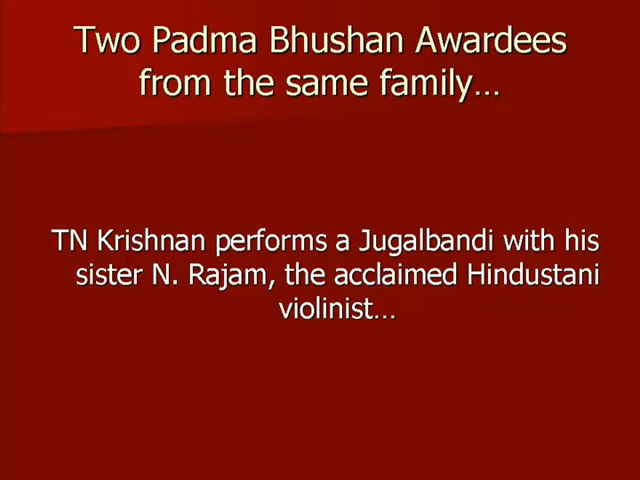 Two Padma Bhushan Awardees
from the same family…
TN Krishnan performs a Jugalbandi with his
sister N. Rajam, the acclaimed Hindustani
violinist…